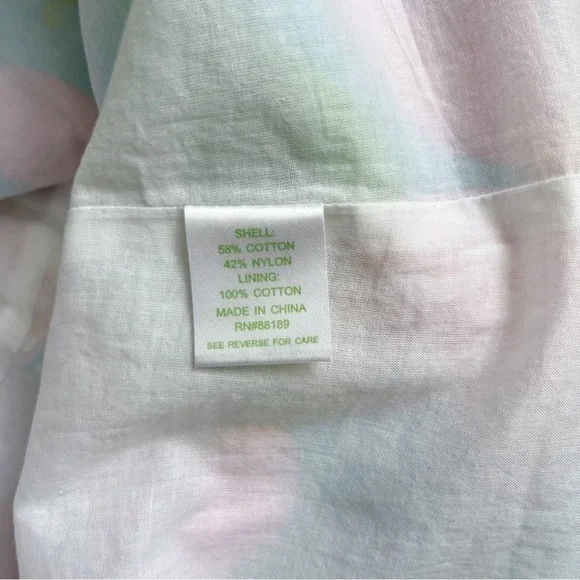 SHELL:
58% COTTON
42% NYLON
LINING:
100% COTTON
MADE IN CHINA
RN#88189
SEE REVERSE FOR CARE